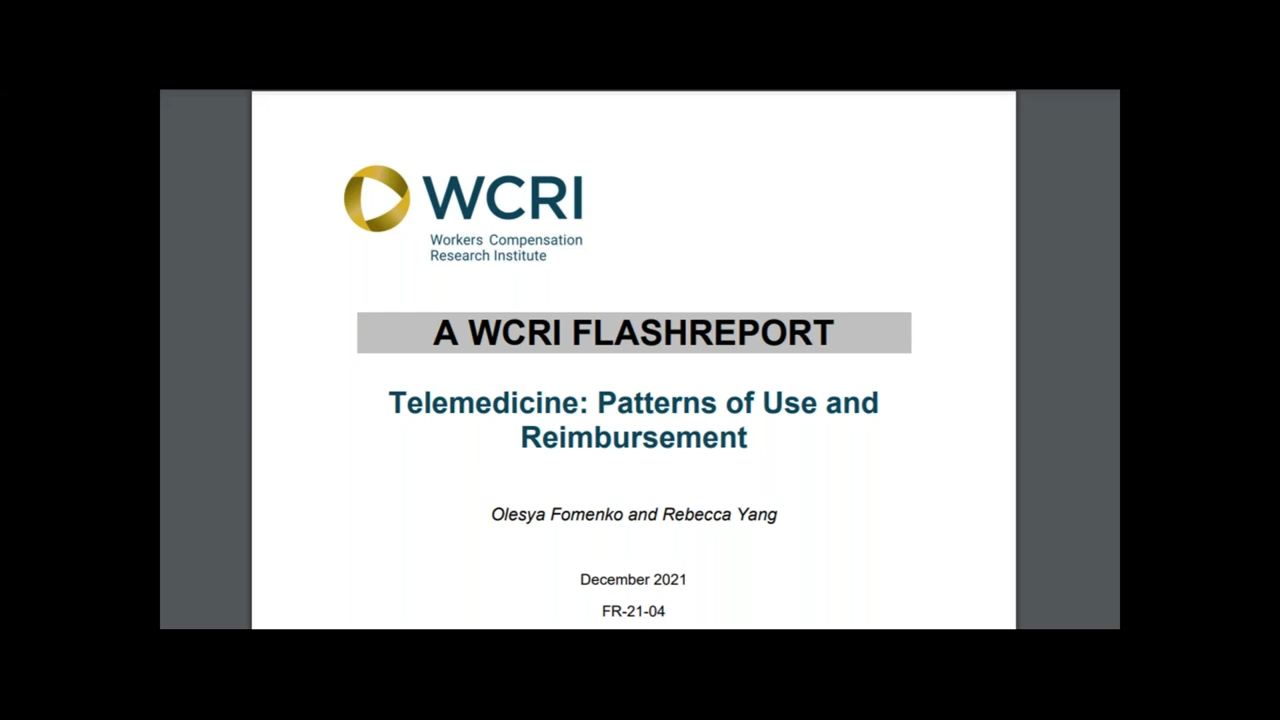 WCRI
Workers Compensation
Research Institute
A WCRI FLASHREPORT
Telemedicine: Patterns of Use and
Reimbursement
Olesya Fomenko and Rebecca Yang
December 2021
FR-21-04